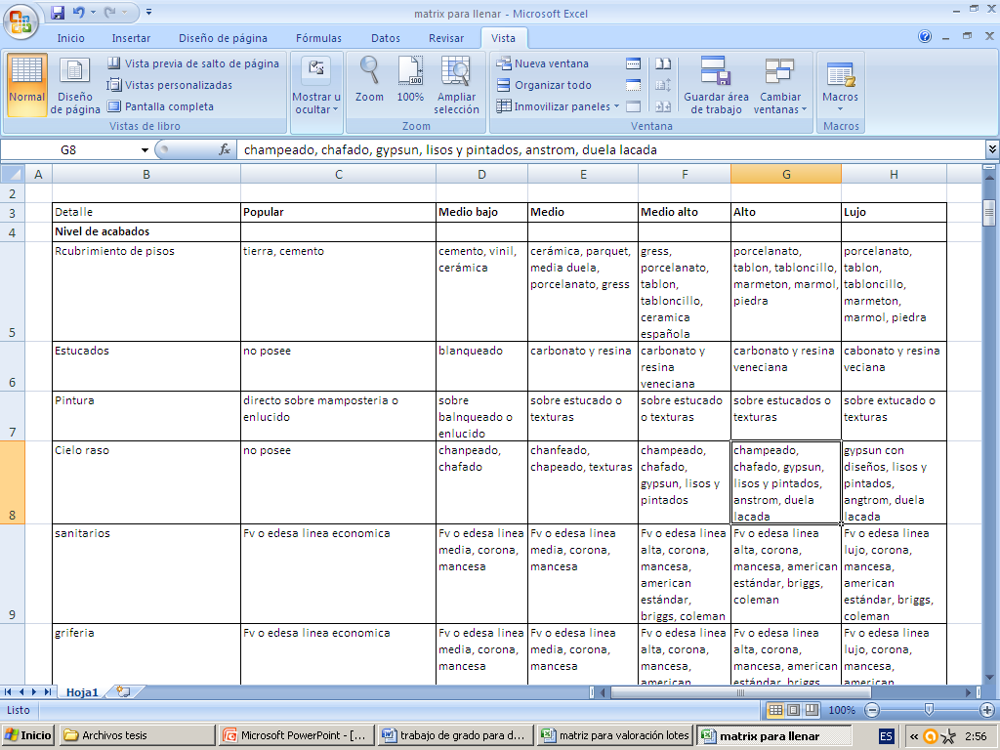 matrix para llenar - Microsoft Excel
Inicio Insertar Diseño de página Fórmulas Datos Revisar Vista
Normal
Diseño de página
Vista previa de salto de página
Vistas personalizadas
Pantalla completa
Vistas de libro
Mostrar u ocultar
Zoom
100%
Ampliar selección
Zoom
Nueva ventana
Organizar todo
Inmovilizar paneles
Guardar área de trabajo
Cambiar ventanas
Ventana
Macros
Macros
G8
fx
champeado, chafado, gypsun, lisos y pintados, anstrom, duela lacada
A B C D E F G H
2
3
Detalle
Popular
Medio bajo
Medio
Medio alto
Alto
Lujo
4
Nivel de acabados
5
Rcubrimiento de pisos
tierra, cemento
cemento, vinil,
cerámica
cerámica, parquet,
media duela,
porcelanato, gress
gress,
porcelanato,
tablon,
tabloncillo,
ceramica
española
porcelanato,
tablon, tabloncillo,
marmeton, marmol,
piedra
porcelanato,
tablon,
tabloncillo,
marmeton,
marmol, piedra
6
Estucados
no posee
blanqueado
carbonato y resina
carbonato y
resina
veneciana
carbonato y resina
veneciana
cabonato y resina
veciana
7
Pintura
directo sobre mamposteria o
enlucido
sobre
balnqueado o
enlucido
sobre estucado o
texturas
sobre estucado
o texturas
sobre estucados o
texturas
sobre extucado o
texturas
8
Cielo raso
no posee
chanpeado,
chafado
chanfeado,
chapeado, texturas
champeado,
chafado,
gypsun, lisos y
pintados
champeado,
chafado, gypsun,
lisos y pintados,
anstrom, duela
lacada
gypsun con
diseños, lisos y
pintados,
angtrom, duela
lacada
9
sanitarios
Fv o edesa linea economica
Fv o edesa linea
media, corona,
mancesa
Fv o edesa linea
media, corona,
mancesa
Fv o edesa linea
alta, corona,
mancesa,
american
estándar,
briggs, coleman
Fv o edesa linea
alta, corona,
mancesa, american
estándar, briggs,
coleman
Fv o edesa linea
lujo, corona,
mancesa,
american
estándar, briggs,
coleman
griferia
Fv o edesa linea economica
Fv o edesa linea
media, corona,
mancesa
Fv o edesa linea
media, corona,
mancesa
Fv o edesa linea
alta, corona,
mancesa,
american
Fv o edesa linea
alta, corona,
mancesa, american
estándar, briggs
Fv o edesa linea
lujo, corona,
mancesa,
american
Hoja1
Listo
100%
Inicio
Archivos tesis
Microsoft PowerPoint - [...
trabajo de grado para d...
matriz para valoración lotes
matrix para llenar
ES
2:56